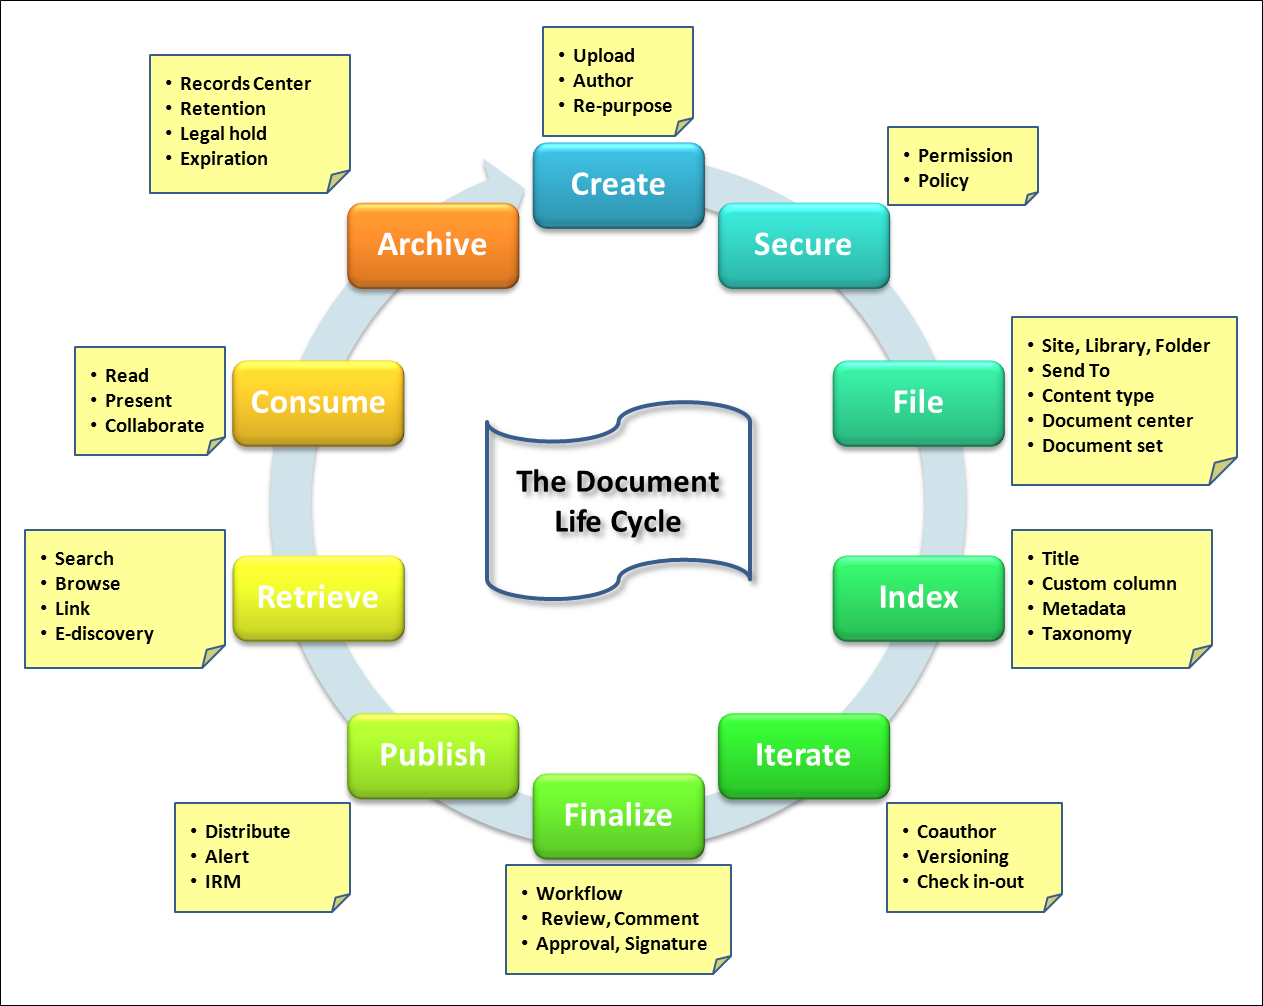 • Upload
• Author
• Re-purpose
Create
• Permission
• Policy
Secure
• Site, Library, Folder
• Send To
• Content type
• Document center
• Document set
File
• Title
• Custom column
• Metadata
• Taxonomy
Index
Iterate
• Coauthor
• Versioning
• Check in-out
Finalize
• Workflow
• Review, Comment
• Approval, Signature
Publish
• Distribute
• Alert
• IRM
• Search
• Browse
• Link
• E-discovery
Retrieve
• Read
• Present
• Collaborate
Consume
• Records Center
• Retention
• Legal hold
• Expiration
Archive
The Document
Life Cycle